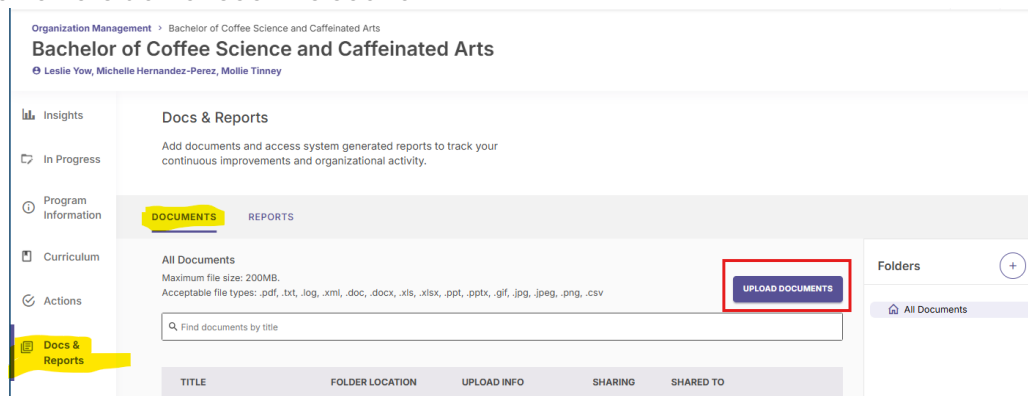 Organization Management > Bachelor of Coffee Science and Caffeinated Arts
Bachelor of Coffee Science and Caffeinated Arts
Leslie Yow, Michelle Hernandez-Perez, Mollie Tinney
Insights
In Progress
Program
Information
Curriculum
Actions
Docs &
Reports
Docs & Reports
Add documents and access system generated reports to track your
continuous improvements and organizational activity.
DOCUMENTS REPORTS
All Documents
Maximum file size: 200MB.
Acceptable file types: .pdf, .txt, .log, .xml, .doc, .docx, .xls, .xlsx, .ppt, .pptx, .gif, .jpg, .jpeg, .png, .csv
UPLOAD DOCUMENTS
Find documents by title
TITLE FOLDER LOCATION UPLOAD INFO SHARING SHARED TO
Folders +
All Documents